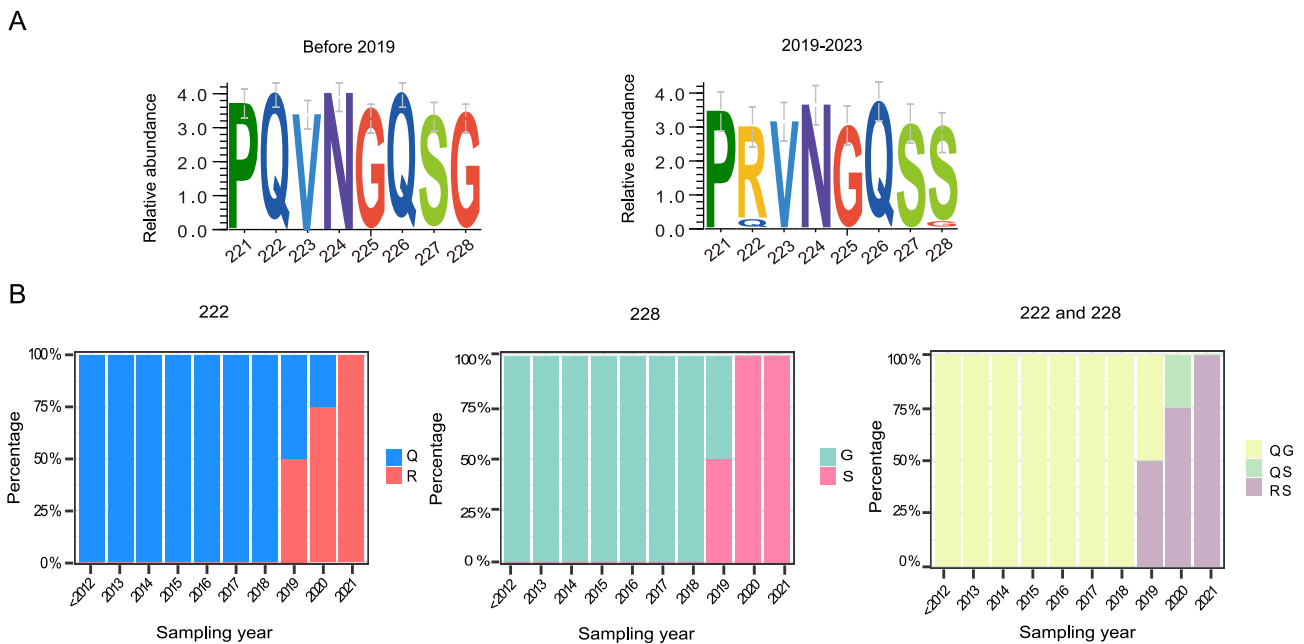 A
Before 2019
2019-2023
Relative abundance
4.0
3.0
2.0
1.0
0.0
PQVNGQSG
221 222 223 224 225 226 227 228
Relative abundance
4.0
3.0
2.0
1.0
0.0
PRVNGQSS
Q G
221 222 223 224 225 226 227 228
B
222
228
222 and 228
Percentage
100%
75%
50%
25%
0%
<2012 2013 2014 2015 2016 2017 2018 2019 2020 2021
Sampling year
Q
R
Percentage
100%
75%
50%
25%
0 %
<2012 2013 2014 2015 2016 2017 2018 2019 2020 2021
Sampling year
G
S
Percentage
100%
75%
50%
25%
0%
<2012 2013 2014 2015 2016 2017 2018 2019 2020 2021
Sampling year
QG
QS
RS